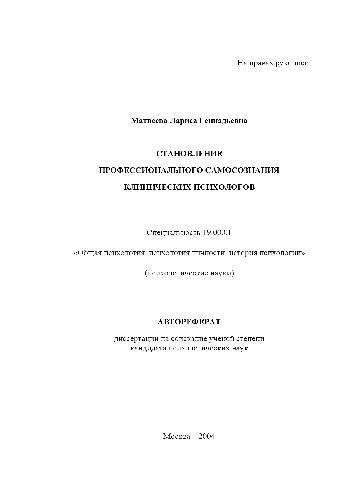 На правах рукописи
Матвеева Лариса Геннадьевна
СТАНОВЛЕНИЕ
ПРОФЕССИОНАЛЬНОГО САМОСОЗНАНИЯ
КЛИНИЧЕСКИХ ПСИХОЛОГОВ
Специальность 19.00.01
«Общая психология, психология личности, история психологии»
(психологические науки)
АВТОРЕФЕРАТ
диссертации на соискание ученой степени
кандидата психологических наук
Москва – 2004